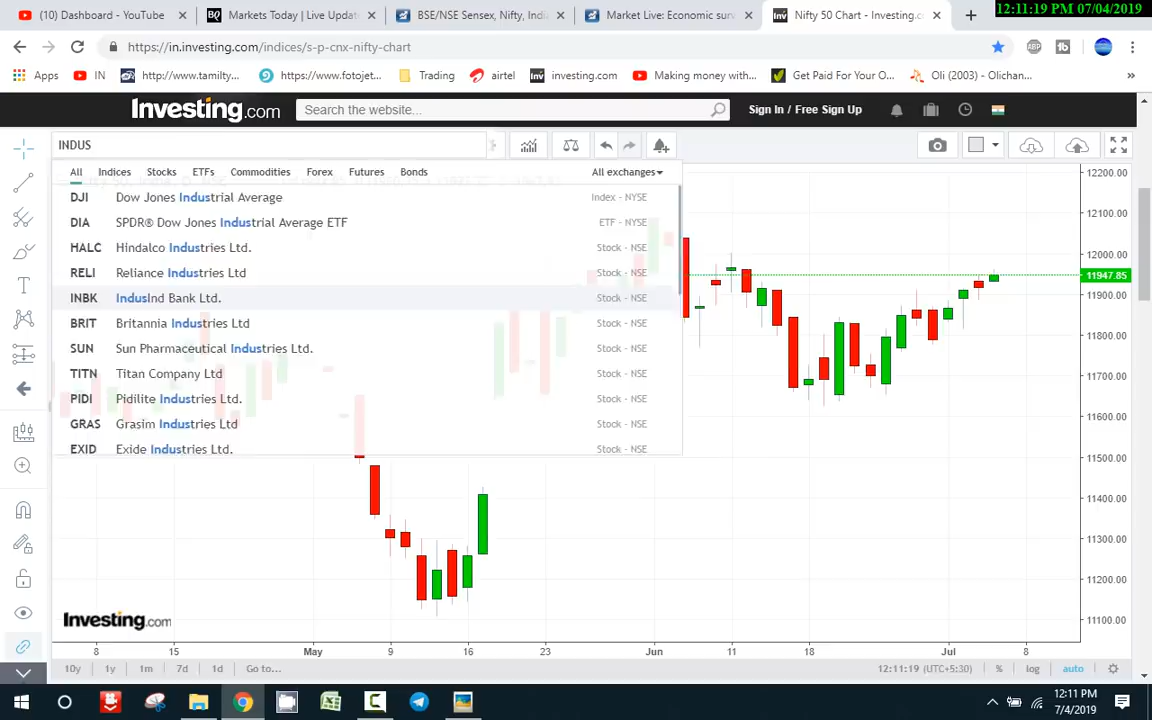 (10) Dashboard - YouTube
Markets Today | Live Updat
BSE/NSE Sensex, Nifty, Indi
Market Live: Economic surv
Nifty 50 Chart - Investing.co
12:11:19 PM 07/04/2019
https://in.investing.com/indices/s-p-cnx-nifty-chart
Apps
IN
http://www.tamilty...
https://www.fotojet...
Trading
airtel
investing.com
Making money with...
Get Paid For Your O...
Oli (2003) - Olichan...
Investing.com
Search the website...
Sign In / Free Sign Up
INDUS
All Indices Stocks ETFs Commodities Forex Futures Bonds All exchanges
DJI Dow Jones Industrial Average Index - NYSE
DIA SPDR® Dow Jones Industrial Average ETF ETF - NYSE
HALC Hindalco Industries Ltd. Stock - NSE
RELI Reliance Industries Ltd Stock - NSE
INBK IndusInd Bank Ltd. Stock - NSE
BRIT Britannia Industries Ltd Stock - NSE
SUN Sun Pharmaceutical Industries Ltd. Stock - NSE
TITN Titan Company Ltd Stock - NSE
PIDI Pidilite Industries Ltd. Stock - NSE
GRAS Grasim Industries Ltd Stock - NSE
EXID Exide Industries Ltd. Stock - NSE
12200.00
12100.00
12000.00
11947.85
11900.00
11800.00
11700.00
11600.00
11500.00
11400.00
11300.00
11200.00
11100.00
Investing.com
8 15 May 9 16 23 Jun 11 18 Jul 8
10y 1y 1m 7d 1d Go to... 12:11:19 (UTC+5:30) % log auto
12:11 PM
7/4/2019